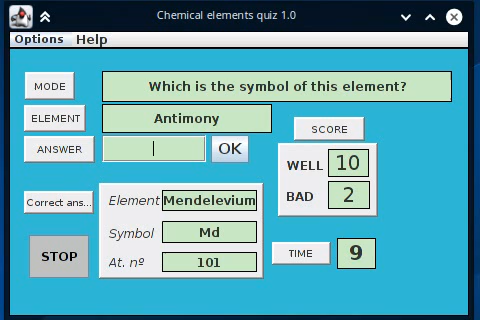 Chemical elements quiz 1.0
Options Help
MODE Which is the symbol of this element?
ELEMENT Antimony
ANSWER OK
SCORE
WELL 10
BAD 2
Correct ans...
Element Mendelevium
Symbol Md
At. nº 101
STOP
TIME 9